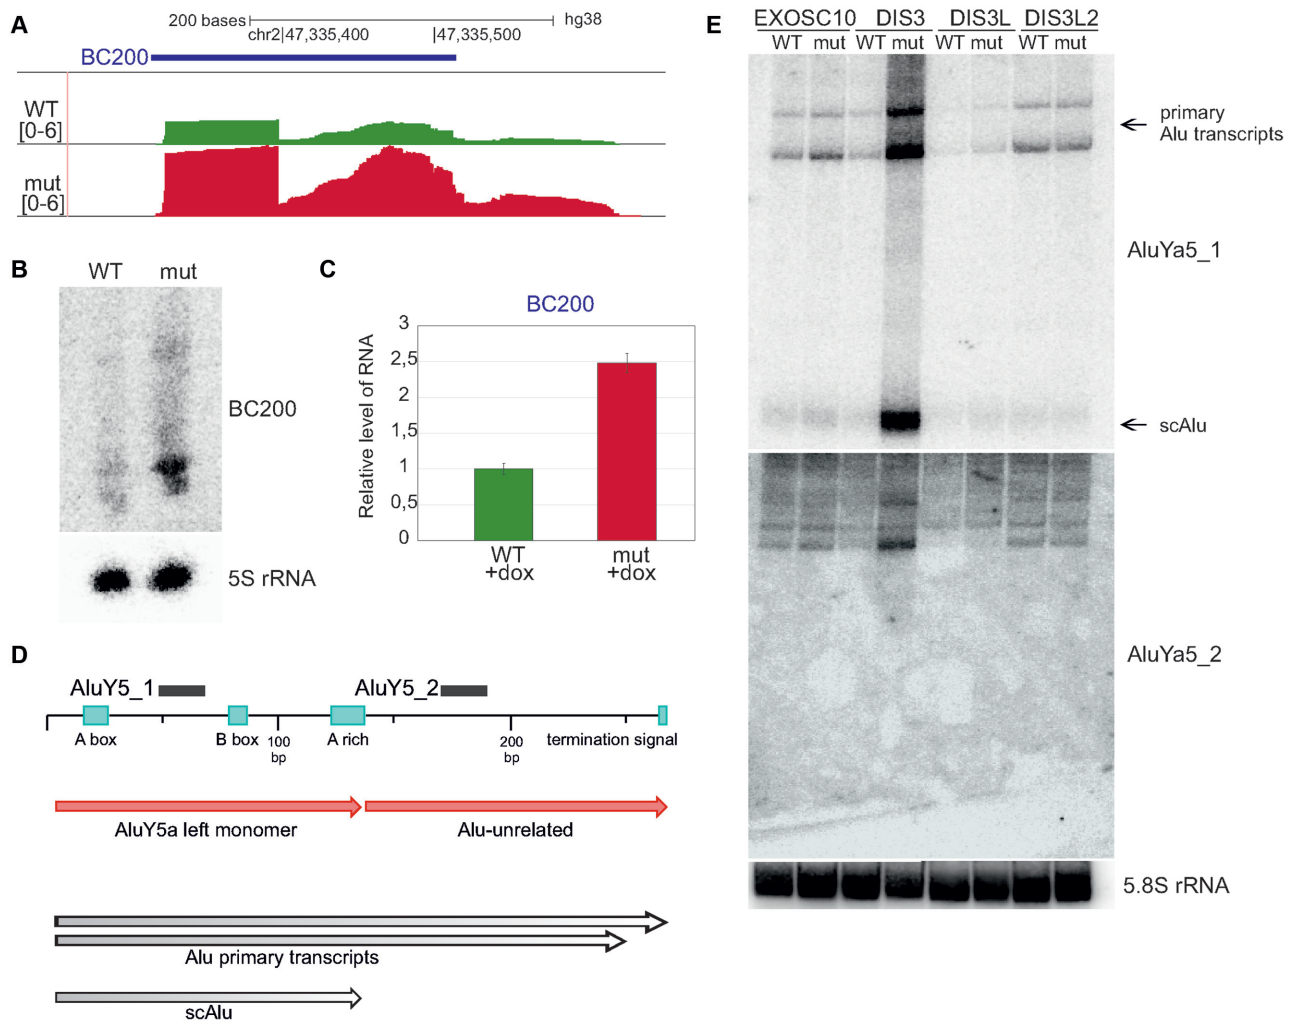 A
200 bases
hg38
chr2|47,335,400
|47,335,500
BC200
WT
[0-6]
mut
[0-6]
B
WT
mut
BC200
5S rRNA
C
BC200
Relative level of RNA
3
2,5
2
1,5
1
0,5
0
WT
+dox
mut
+dox
D
AluY5_1
AluY5_2
A box
B box
100
bp
A rich
200
bp
termination signal
AluY5a left monomer
Alu-unrelated
Alu primary transcripts
scAlu
E
EXOSC10 DIS3 DIS3L DIS3L2
WT mut WT mut WT mut WT mut
primary
Alu transcripts
AluYa5_1
scAlu
AluYa5_2
5.8S rRNA